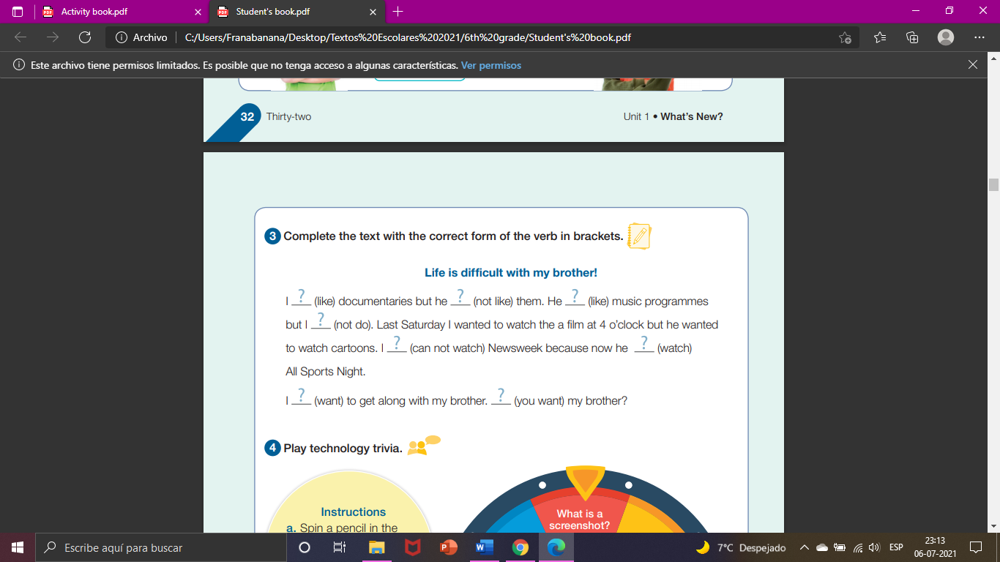 Activity book.pdf
Student's book.pdf
Archivo
C:/Users/Franabanana/Desktop/Textos%20Escolares%202021/6th%20grade/Student's%20book.pdf
Este archivo tiene permisos limitados. Es posible que no tenga acceso a algunas características. Ver permisos
32 Thirty-two
Unit 1 • What's New?
3 Complete the text with the correct form of the verb in brackets.
Life is difficult with my brother!
I ? (like) documentaries but he ? (not like) them. He ? (like) music programmes
but I ? (not do). Last Saturday I wanted to watch the a film at 4 o'clock but he wanted
to watch cartoons. I ? (can not watch) Newsweek because now he ? (watch)
All Sports Night.
I ? (want) to get along with my brother. ? (you want) my brother?
4 Play technology trivia.
Instructions
a. Spin a pencil in the
What is a
screenshot?
Escribe aquí para buscar
7°C Despejado
ESP
23:13
06-07-2021